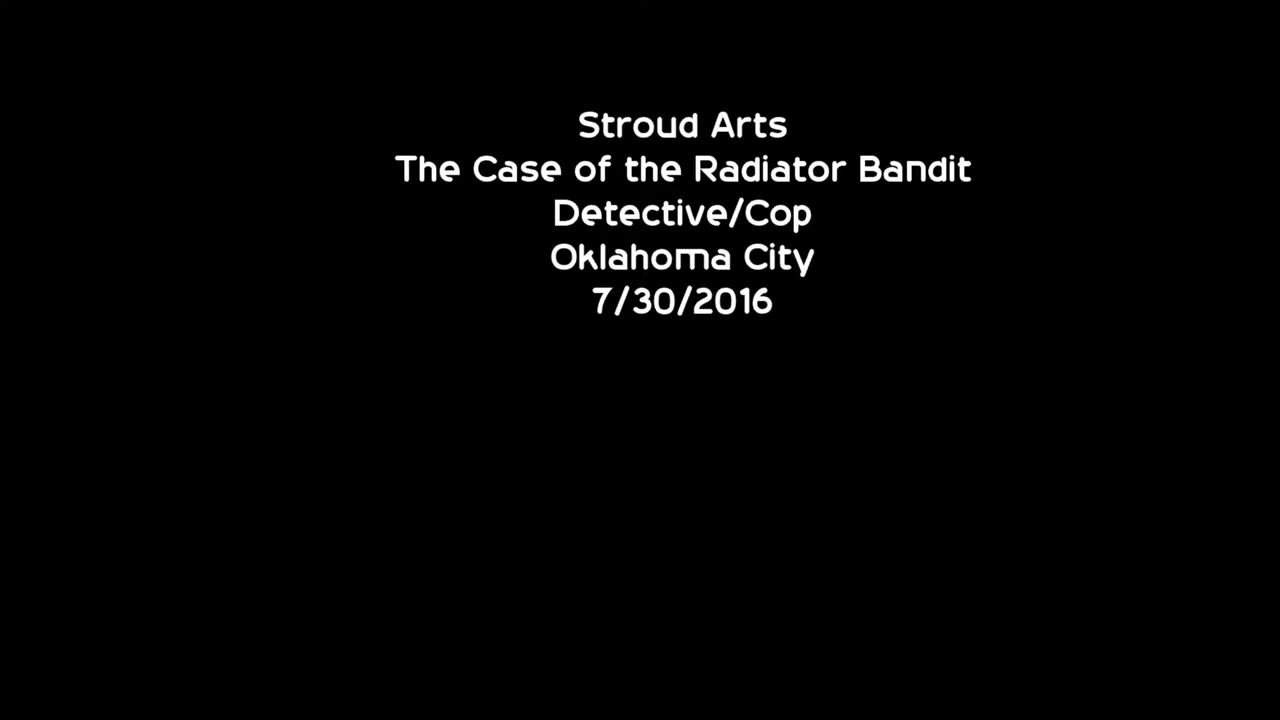 Stroud Arts
The Case of the Radiator Bandit
Detective/Cop
Oklahoma City
7/30/2016